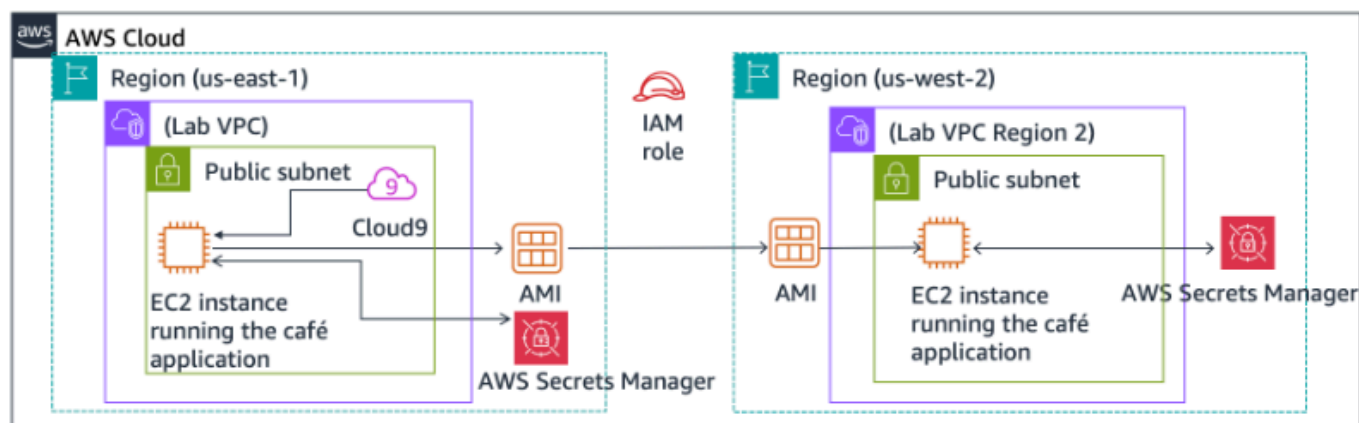 aws
AWS Cloud
Region (us-east-1)
(Lab VPC)
Public subnet
9
Cloud9
EC2 instance
running the café
application
AMI
AWS Secrets Manager
IAM
role
Region (us-west-2)
(Lab VPC Region 2)
Public subnet
AMI
EC2 instance
running the café
application
AWS Secrets Manager